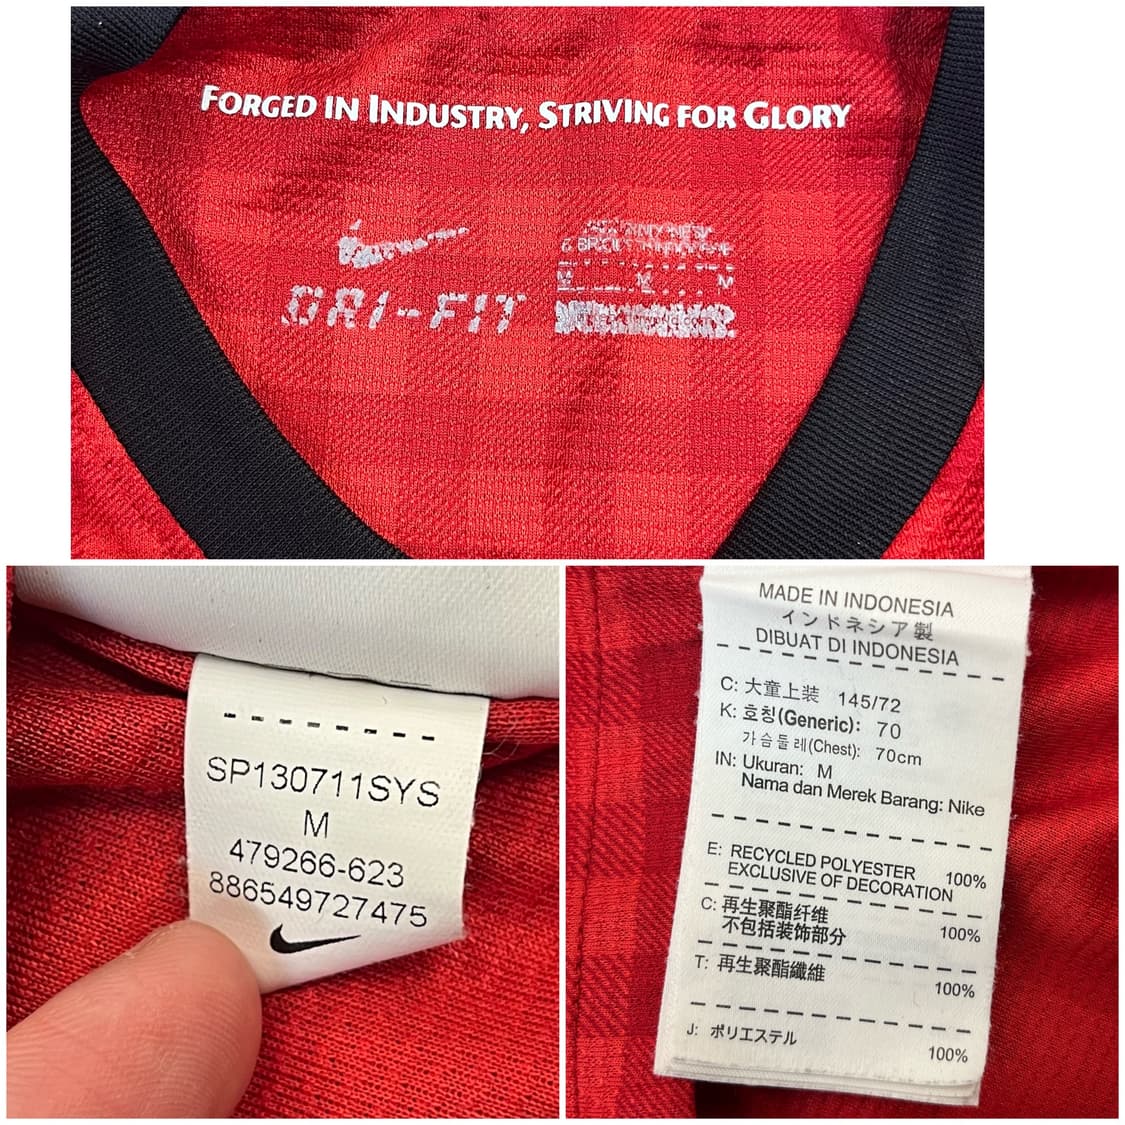 FORGED IN INDUSTRY, STRIVING FOR GLORY
DRI-FIT
M M M
SP130711SYS
M
479266-623
886549727475
MADE IN INDONESIA
インドネシア製
DIBUAT DI INDONESIA
C: 大童上装 145/72
K: 호칭(Generic): 70
가슴둘레(Chest): 70cm
IN: Ukuran: M
Nama dan Merek Barang: Nike
E: RECYCLED POLYESTER 100%
EXCLUSIVE OF DECORATION
C: 再生聚酯纤维
不包括装饰部分 100%
T: 再生聚酯纖維 100%
J: ポリエステル 100%